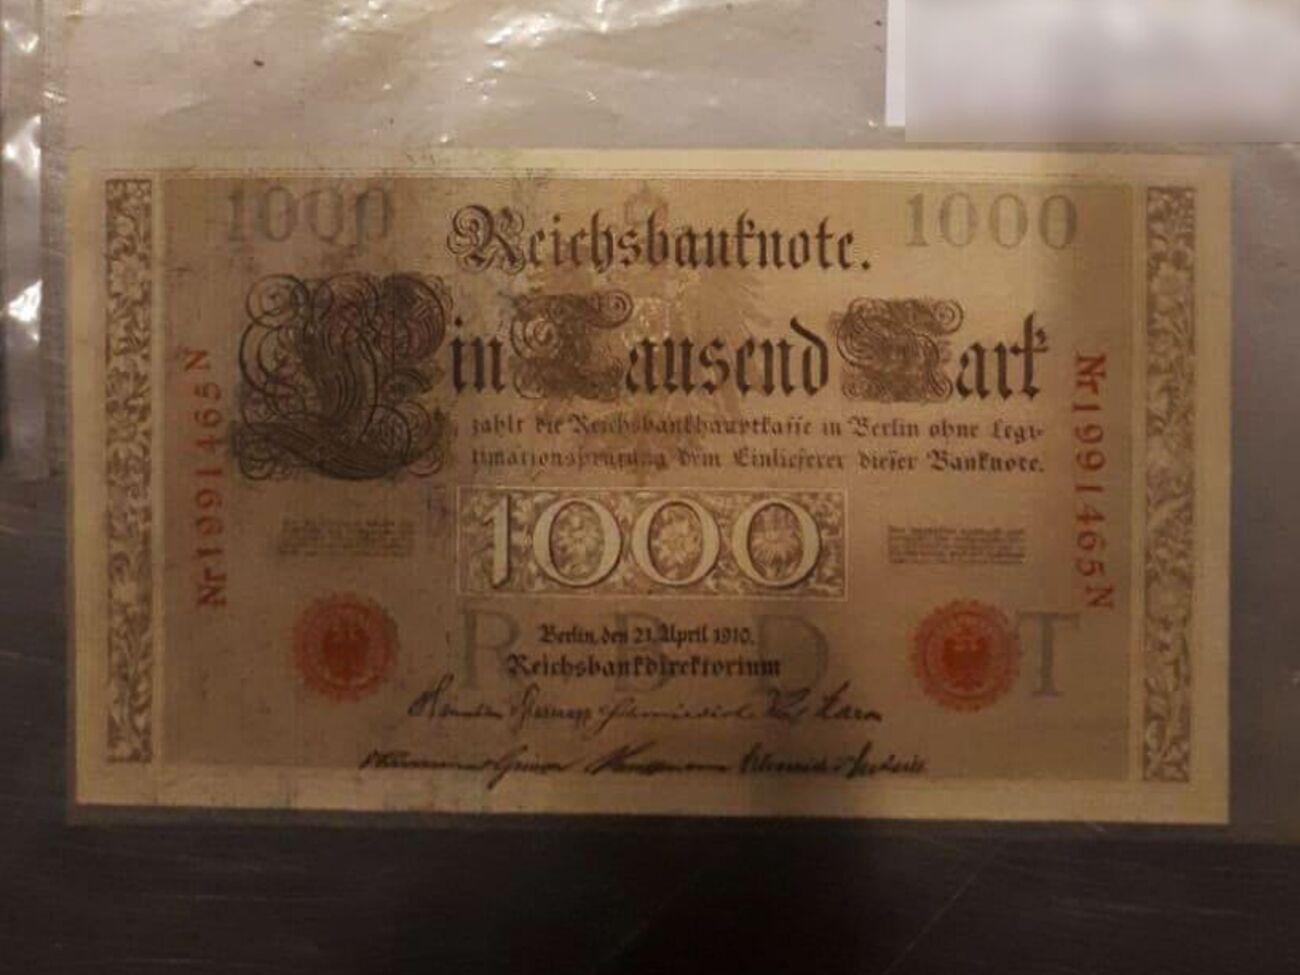 1000
Reichsbanknote.
1000
Ein Tausend Mark
zahlt die Reichsbankhauptkasse in Berlin ohne Legi-
timationsprüfung dem Einlieferer dieser Banknote.
1000
Berlin, den 21. April 1910.
Reichsbankdirektorium
R B D
T
Nr 1991465 N
Nr 1991465 N